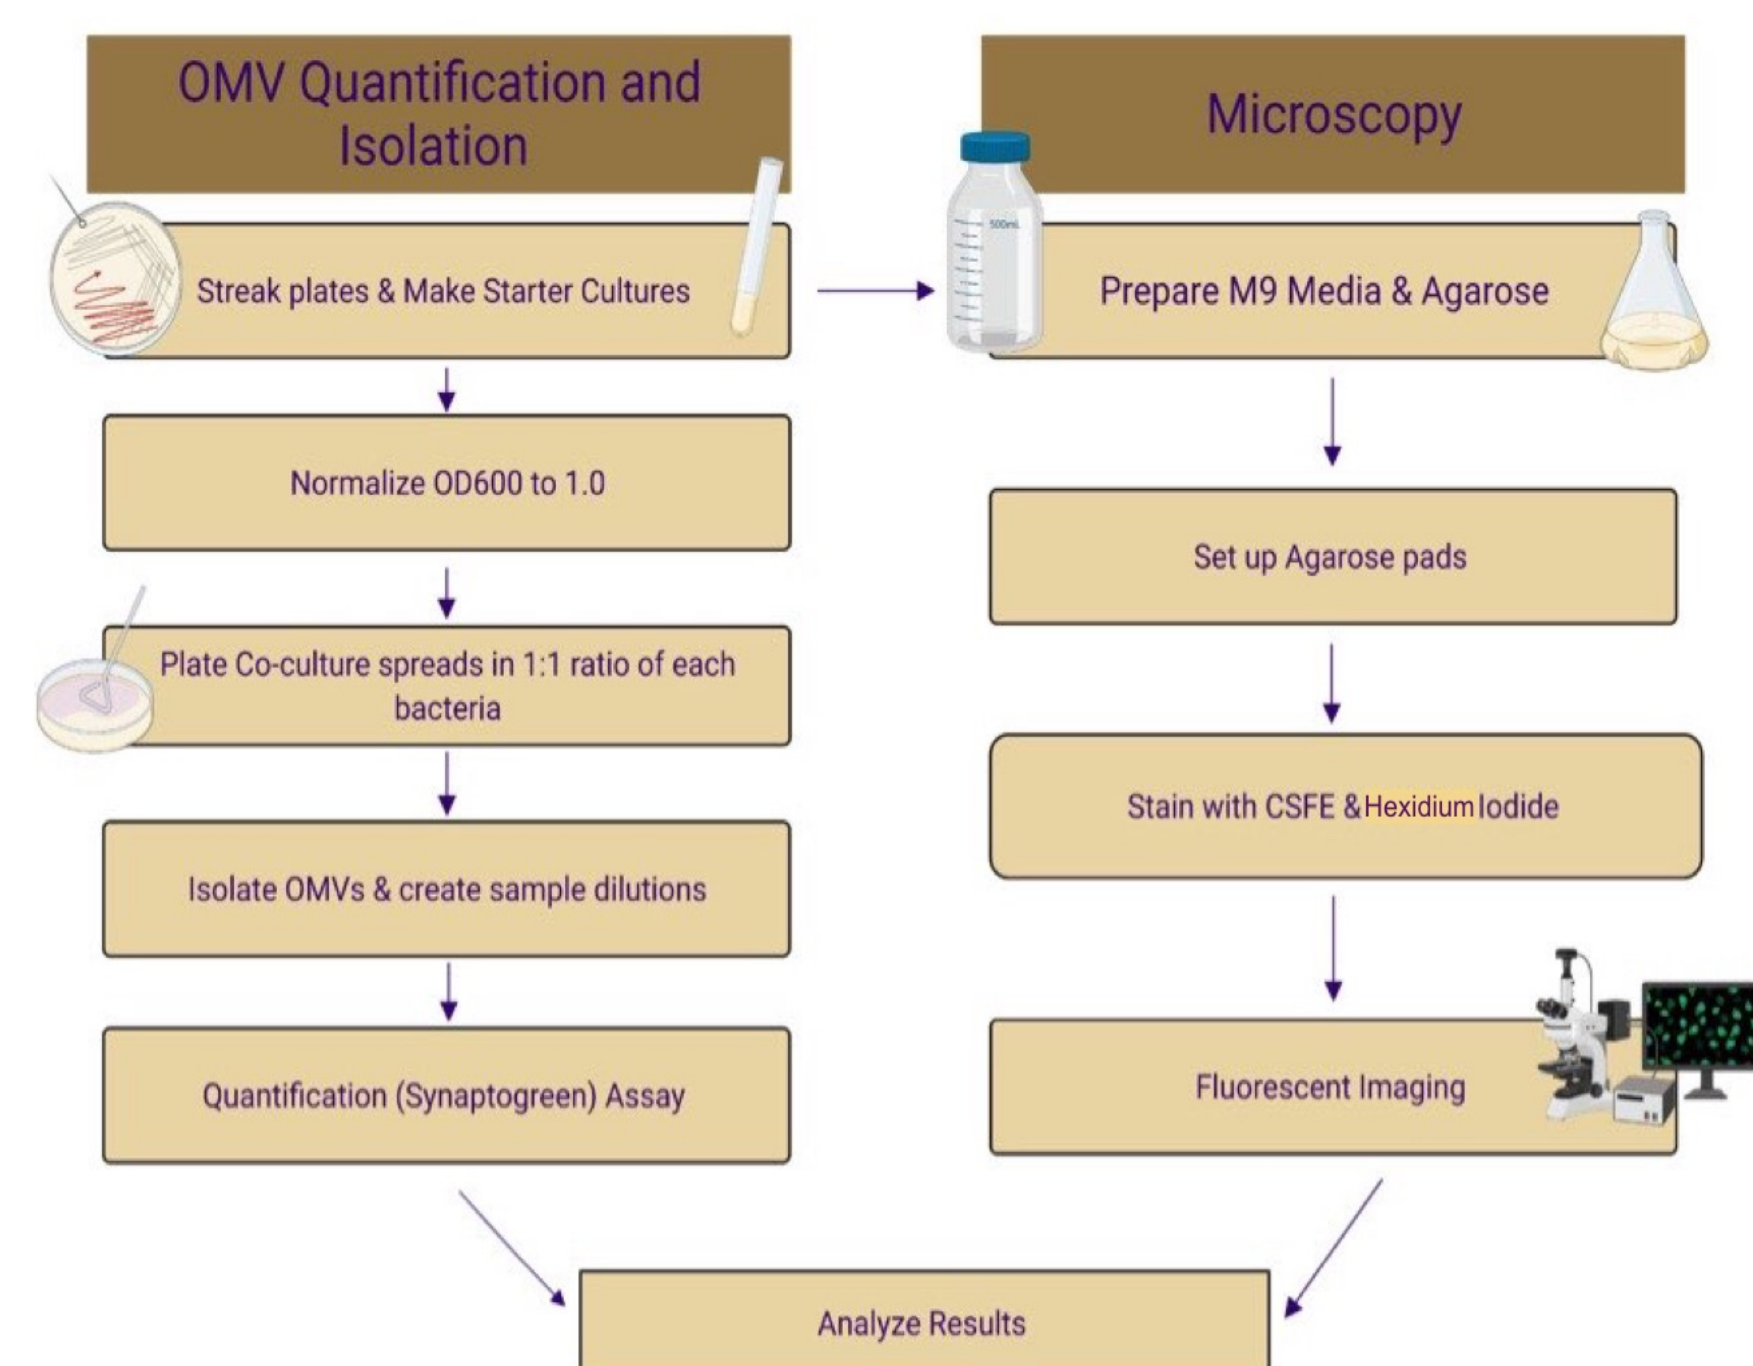 OMV Quantification and
Isolation
Streak plates & Make Starter Cultures
Normalize OD600 to 1.0
Plate Co-culture spreads in 1:1 ratio of each
bacteria
Isolate OMVs & create sample dilutions
Quantification (Synaptogreen) Assay
Microscopy
500mL
Prepare M9 Media & Agarose
Set up Agarose pads
Stain with CSFE & Hexidium Iodide
Fluorescent Imaging
Analyze Results